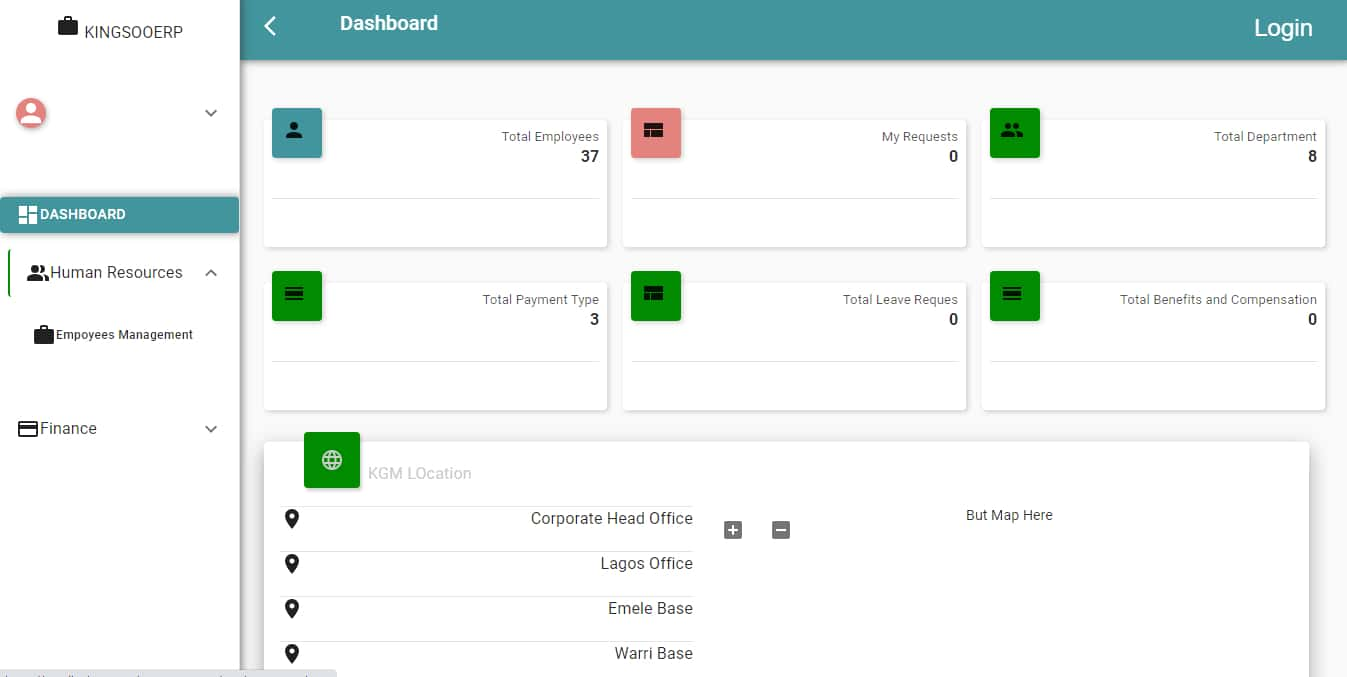 KINGSOOERP
Dashboard
Login
DASHBOARD
Human Resources
Empoyees Management
Finance
Total Employees
37
My Requests
0
Total Department
8
Total Payment Type
3
Total Leave Reques
0
Total Benefits and Compensation
0
KGM LOcation
Corporate Head Office
Lagos Office
Emele Base
Warri Base
But Map Here